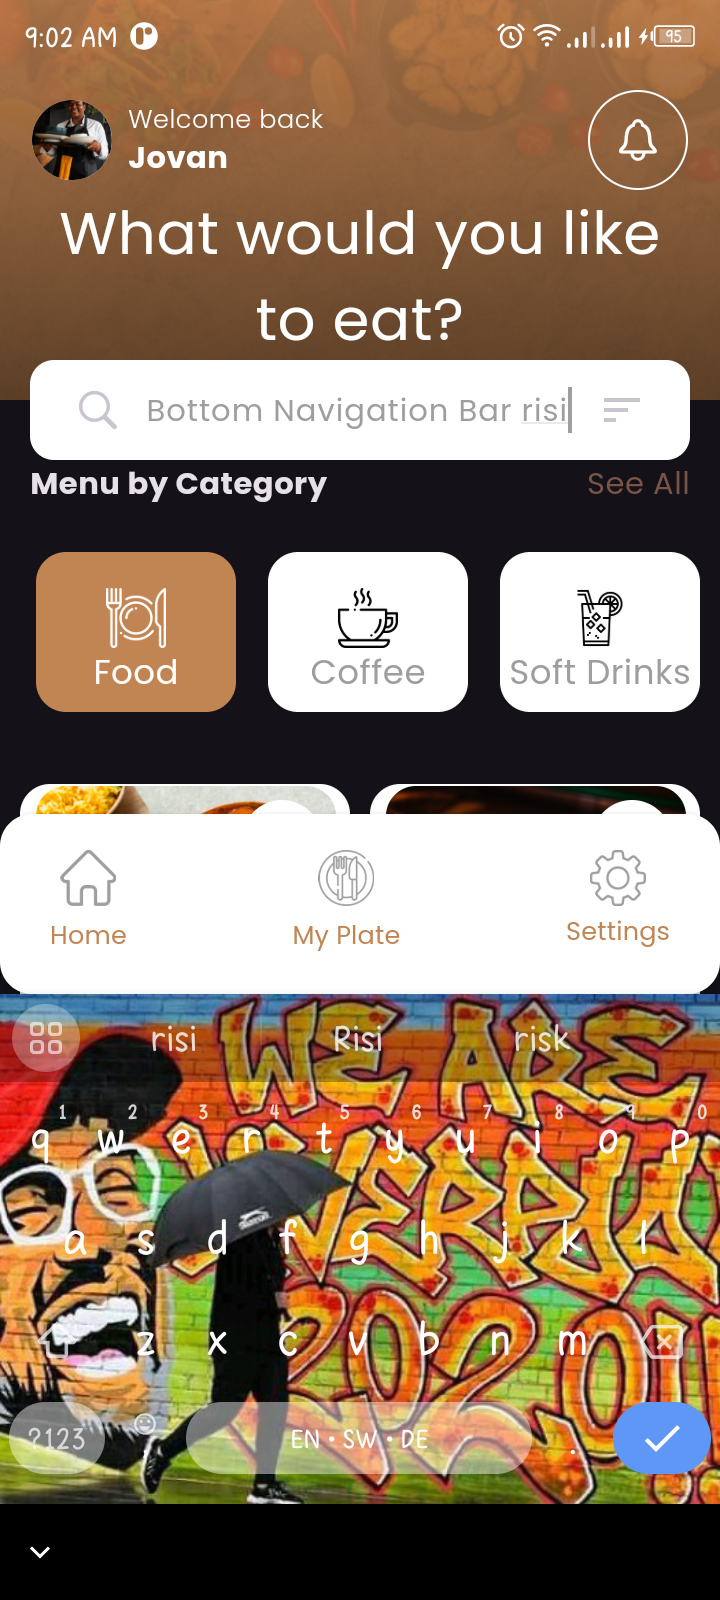 9:02 AM
95
Welcome back
Jovan
What would you like
to eat?
Bottom Navigation Bar risi
Menu by Category
See All
Food
Coffee
Soft Drinks
Home
My Plate
Settings
WE ARE
risi
Risi
risk
1 2 3 4 5 6 7 8 9 0
q w e r t y u i o p
a s d f g h j k l
z x c v b n m
2020
?123
EN • SW • DE
.